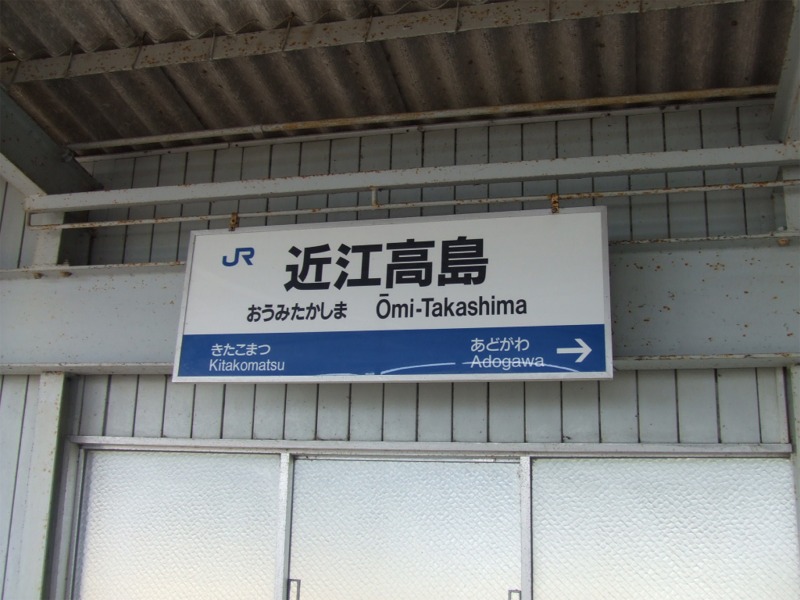 JR 近江高島
おうみたかしま Ōmi-Takashima
きたこまつ あどがわ
Kitakomatsu Adogawa →